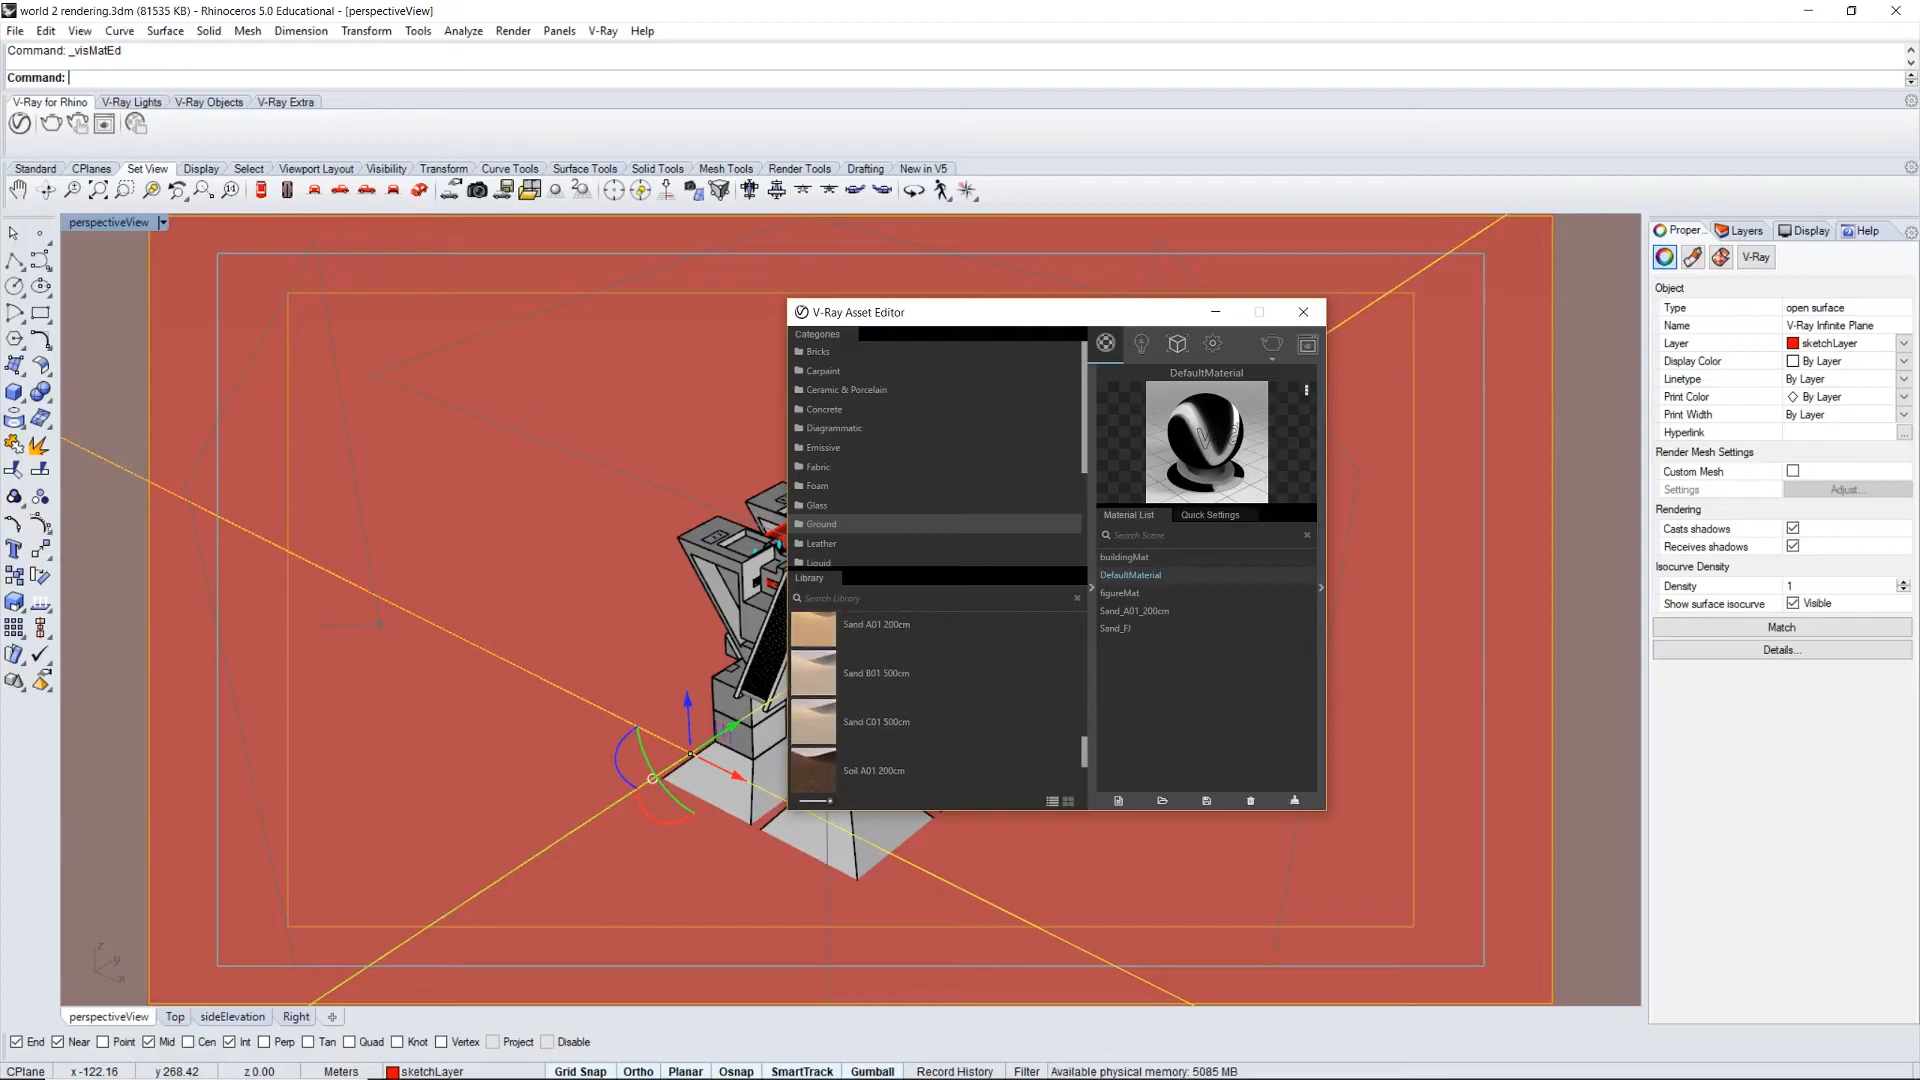 world 2 rendering.3dm (81535 KB) - Rhinoceros 5.0 Educational - [perspectiveView]
File Edit View Curve Surface Solid Mesh Dimension Transform Tools Analyze Render Panels V-Ray Help
Command: _visMatEd
Command:
V-Ray for Rhino V-Ray Lights V-Ray Objects V-Ray Extra
Standard CPlanes Set View Display Select Viewport Layout Visibility Transform Curve Tools Surface Tools Solid Tools Mesh Tools Render Tools Drafting New in V5
perspectiveView
Proper... Layers Display Help
V-Ray
Object
Type open surface
Name V-Ray Infinite Plane
Layer sketchLayer
Display Color By Layer
Linetype By Layer
Print Color By Layer
Print Width By Layer
Hyperlink ...
Render Mesh Settings
Custom Mesh
Settings Adjust...
Rendering
Casts shadows
Receives shadows
Isocurve Density
Density 1
Show surface isocurve Visible
Match
Details...
V-Ray Asset Editor
Categories
Bricks
Carpaint
Ceramic & Porcelain
Concrete
Diagrammatic
Emissive
Fabric
Foam
Glass
Ground
Leather
Liquid
Library
Search Library
Sand A01 200cm
Sand B01 500cm
Sand C01 500cm
Soil A01 200cm
DefaultMaterial
Material List Quick Settings
Search Scene
buildingMat
DefaultMaterial
figureMat
Sand_A01_200cm
Sand_FJ
z
y
x
perspectiveView Top sideElevation Right
End Near Point Mid Cen Int Perp Tan Quad Knot Vertex Project Disable
CPlane x -122.16 y 268.42 z 0.00 Meters sketchLayer Grid Snap Ortho Planar Osnap SmartTrack Gumball Record History Filter Available physical memory: 5085 MB